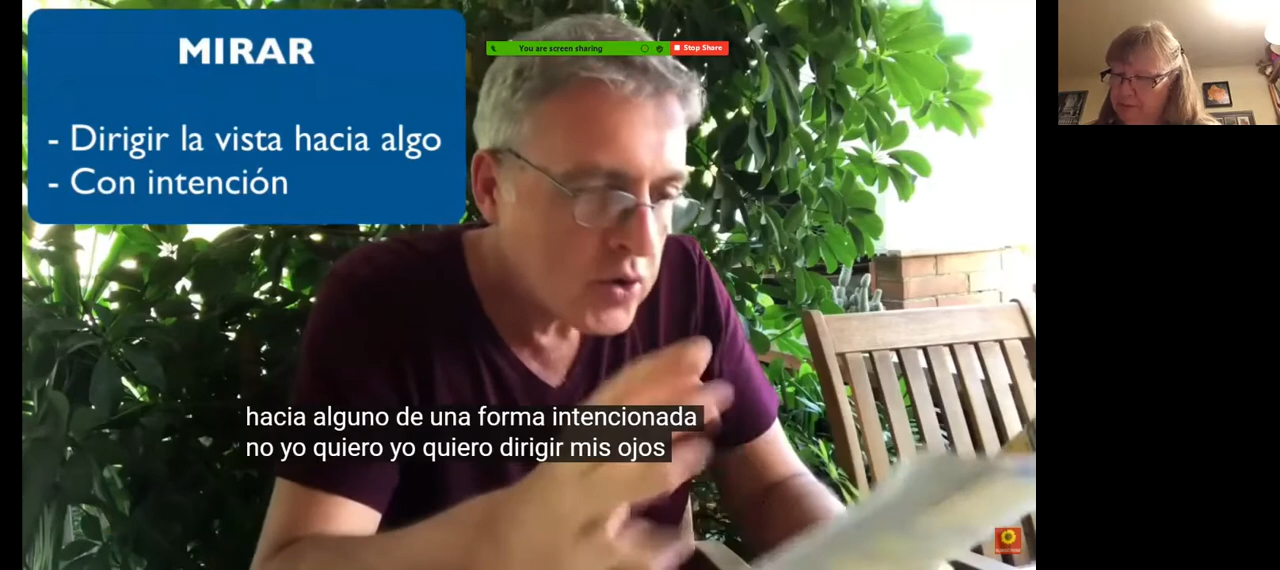 MIRAR
You are screen sharing
Stop Share
- Dirigir la vista hacia algo
- Con intención
hacia alguno de una forma intencionada
no yo quiero yo quiero dirigir mis ojos